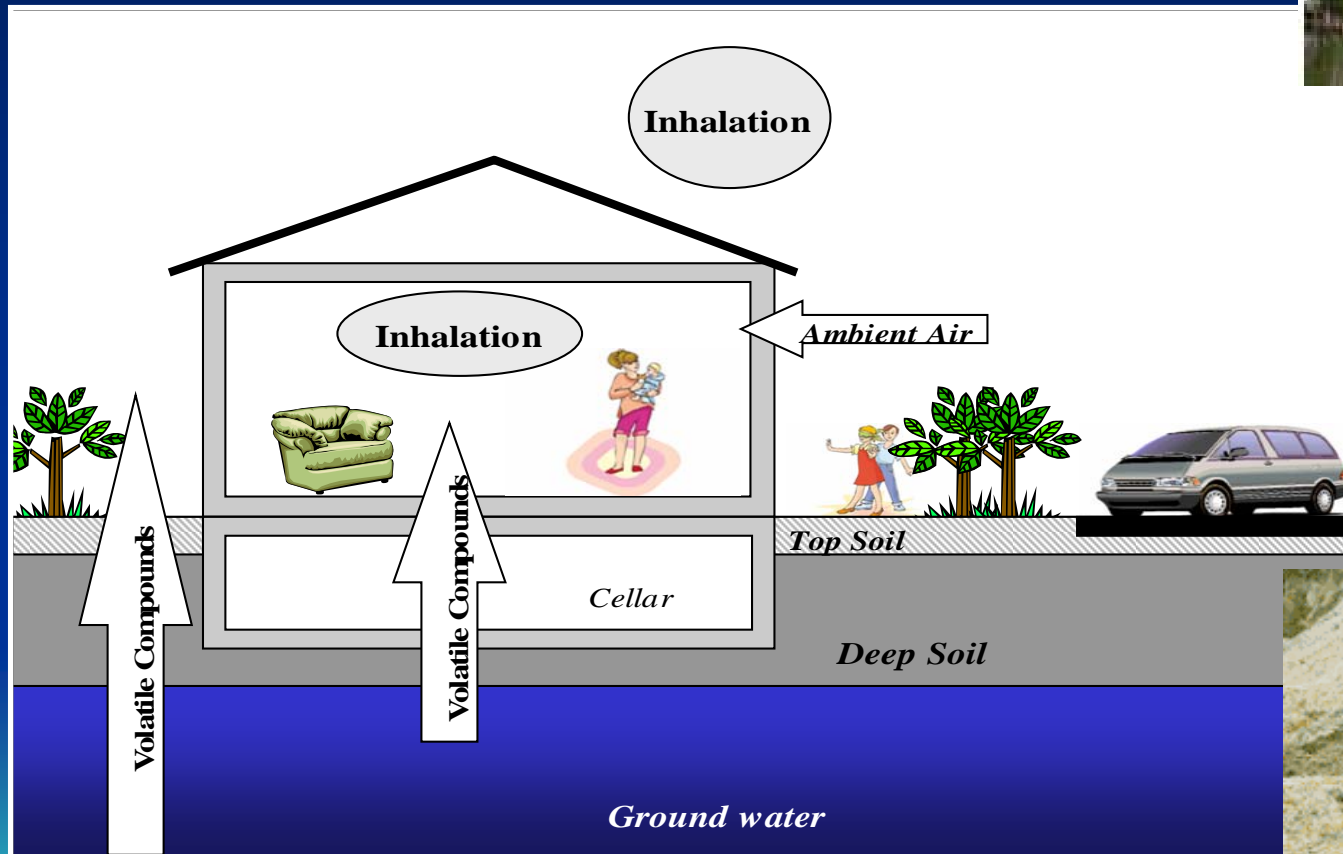 Inhalation
Inhalation
Ambient Air
Volatile Compounds
Volatile Compounds
Top Soil
Cellar
Deep Soil
Ground water